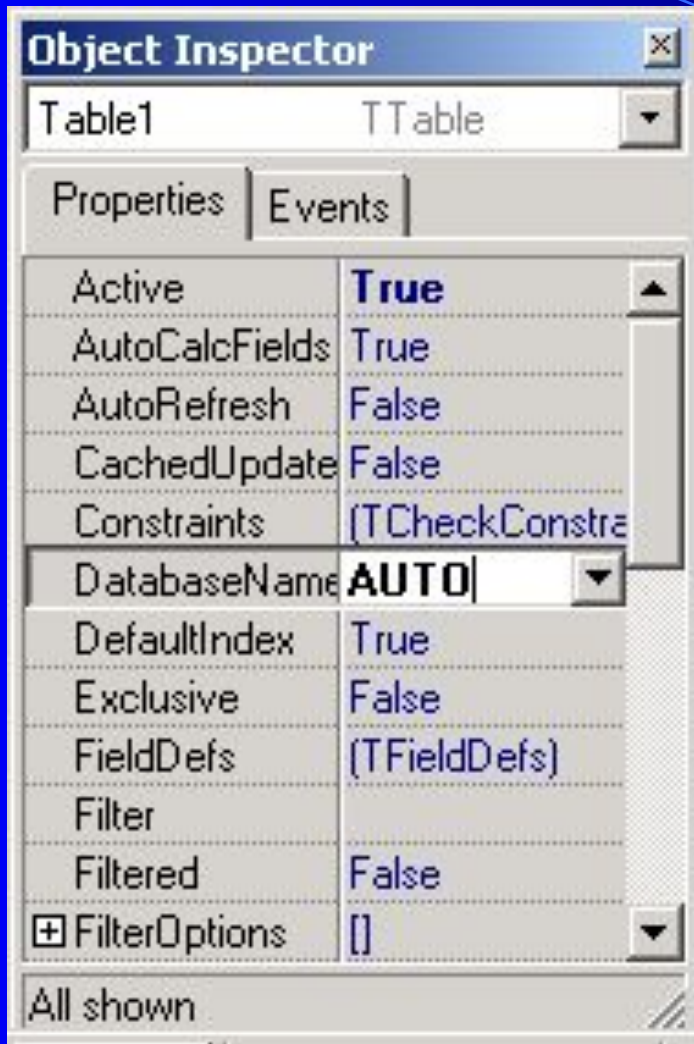 Object Inspector
Table1 TTable
Properties Events
Active True
AutoCalcFields True
AutoRefresh False
CachedUpdate False
Constraints (TCheckConstra
DatabaseName AUTO
DefaultIndex True
Exclusive False
FieldDefs (TFieldDefs)
Filter
Filtered False
FilterOptions []
All shown